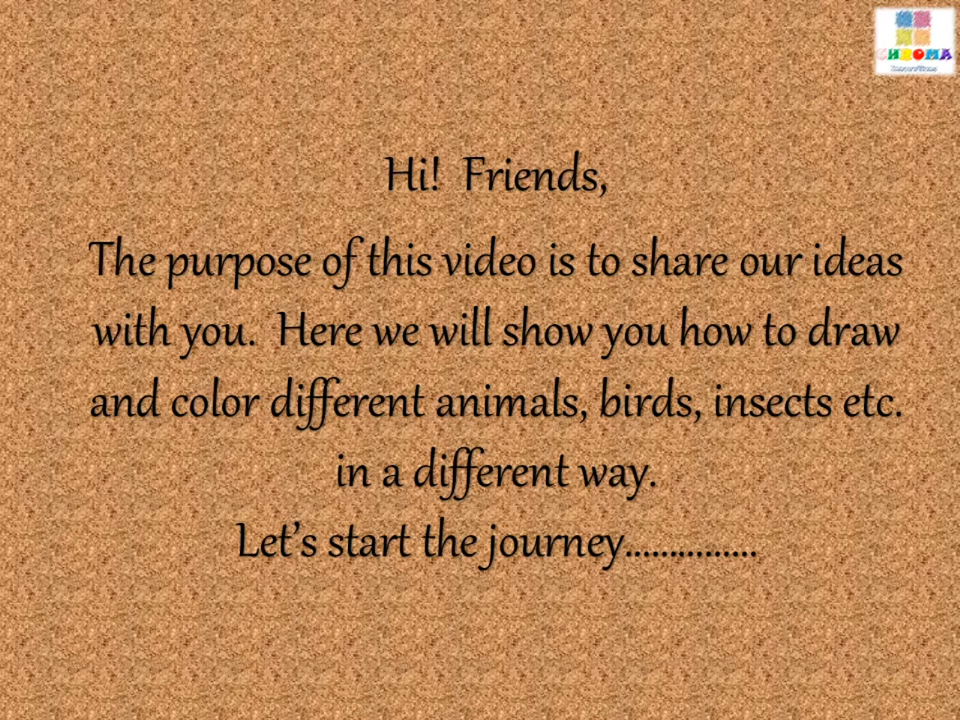 CHROMA
Hi! Friends,
The purpose of this video is to share our ideas
with you. Here we will show you how to draw
and color different animals, birds, insects etc.
in a different way.
Let’s start the journey...............